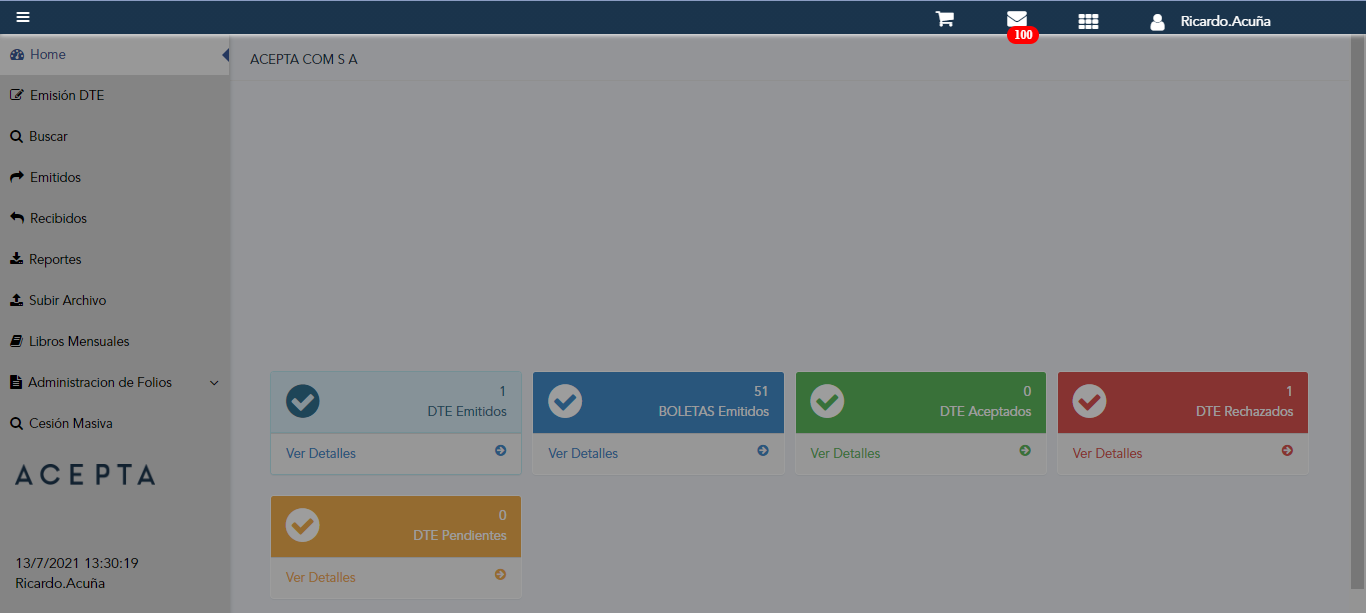 100
Ricardo.Acuña
Home
ACEPTA COM S A
Emisión DTE
Buscar
Emitidos
Recibidos
Reportes
Subir Archivo
Libros Mensuales
Administracion de Folios
Cesión Masiva
ACEPTA
13/7/2021 13:30:19
Ricardo.Acuña
1
DTE Emitidos
Ver Detalles
51
BOLETAS Emitidos
Ver Detalles
0
DTE Aceptados
Ver Detalles
1
DTE Rechazados
Ver Detalles
0
DTE Pendientes
Ver Detalles